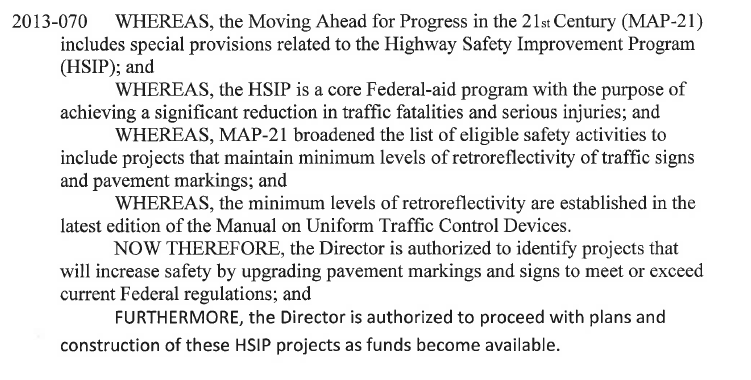 2013-070 WHEREAS, the Moving Ahead for Progress in the 21st Century (MAP-21)
includes special provisions related to the Highway Safety Improvement Program
(HSIP); and
WHEREAS, the HSIP is a core Federal-aid program with the purpose of
achieving a significant reduction in traffic fatalities and serious injuries; and
WHEREAS, MAP-21 broadened the list of eligible safety activities to
include projects that maintain minimum levels of retroreflectivity of traffic signs
and pavement markings; and
WHEREAS, the minimum levels of retroreflectivity are established in the
latest edition of the Manual on Uniform Traffic Control Devices.
NOW THEREFORE, the Director is authorized to identify projects that
will increase safety by upgrading pavement markings and signs to meet or exceed
current Federal regulations; and
FURTHERMORE, the Director is authorized to proceed with plans and
construction of these HSIP projects as funds become available.